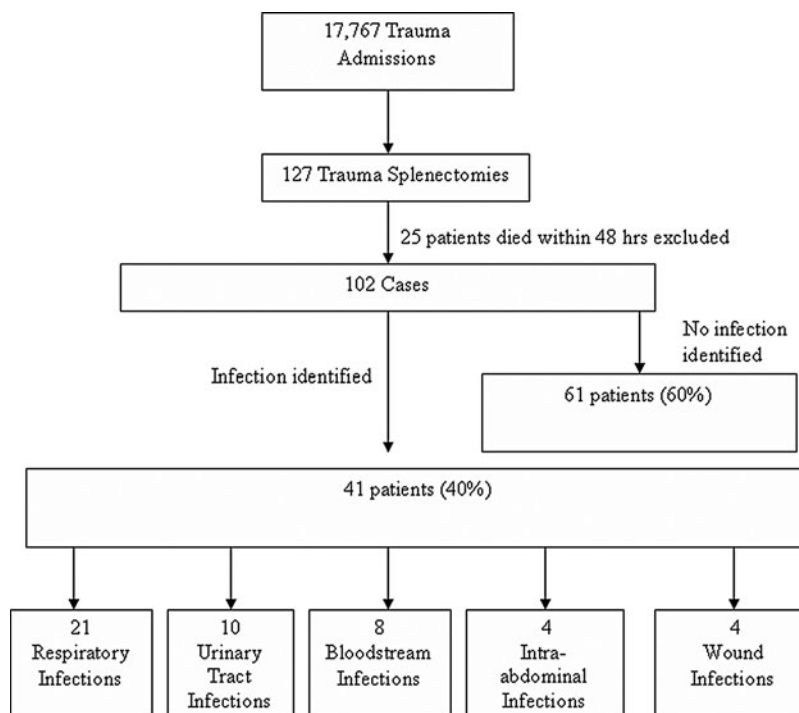 17,767 Trauma
Admissions
127 Trauma Splenectomies
25 patients died within 48 hrs excluded
102 Cases
No infection
identified
Infection identified
61 patients (60%)
41 patients (40%)
21
Respiratory
Infections
10
Urinary
Tract
Infections
8
Bloodstream
Infections
4
Intra-
abdominal
Infections
4
Wound
Infections